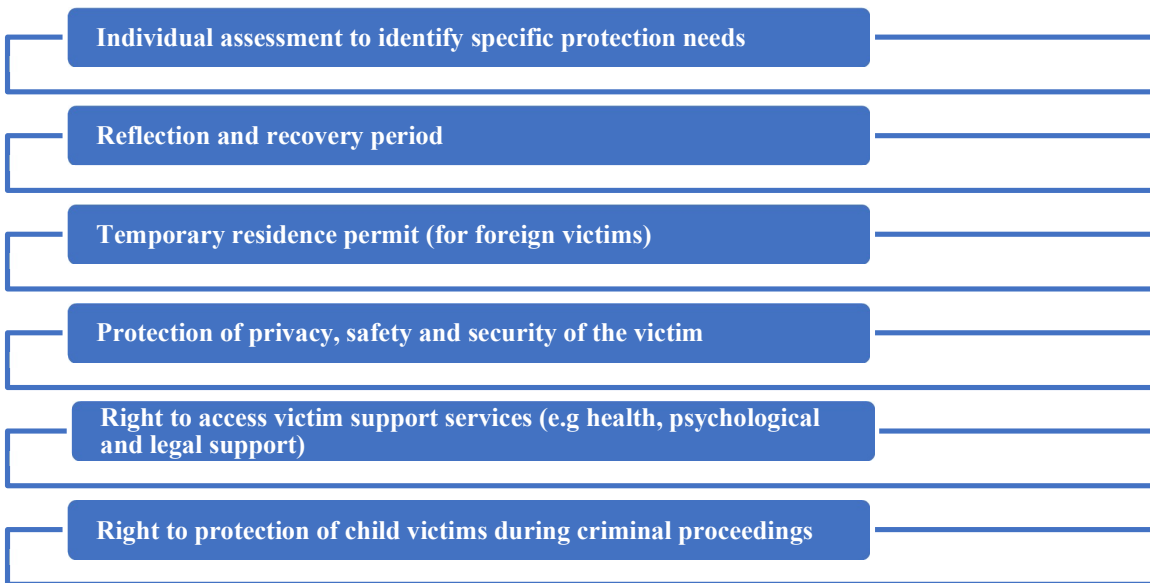 Individual assessment to identify specific protection needs
Reflection and recovery period
Temporary residence permit (for foreign victims)
Protection of privacy, safety and security of the victim
Right to access victim support services (e.g health, psychological
and legal support)
Right to protection of child victims during criminal proceedings